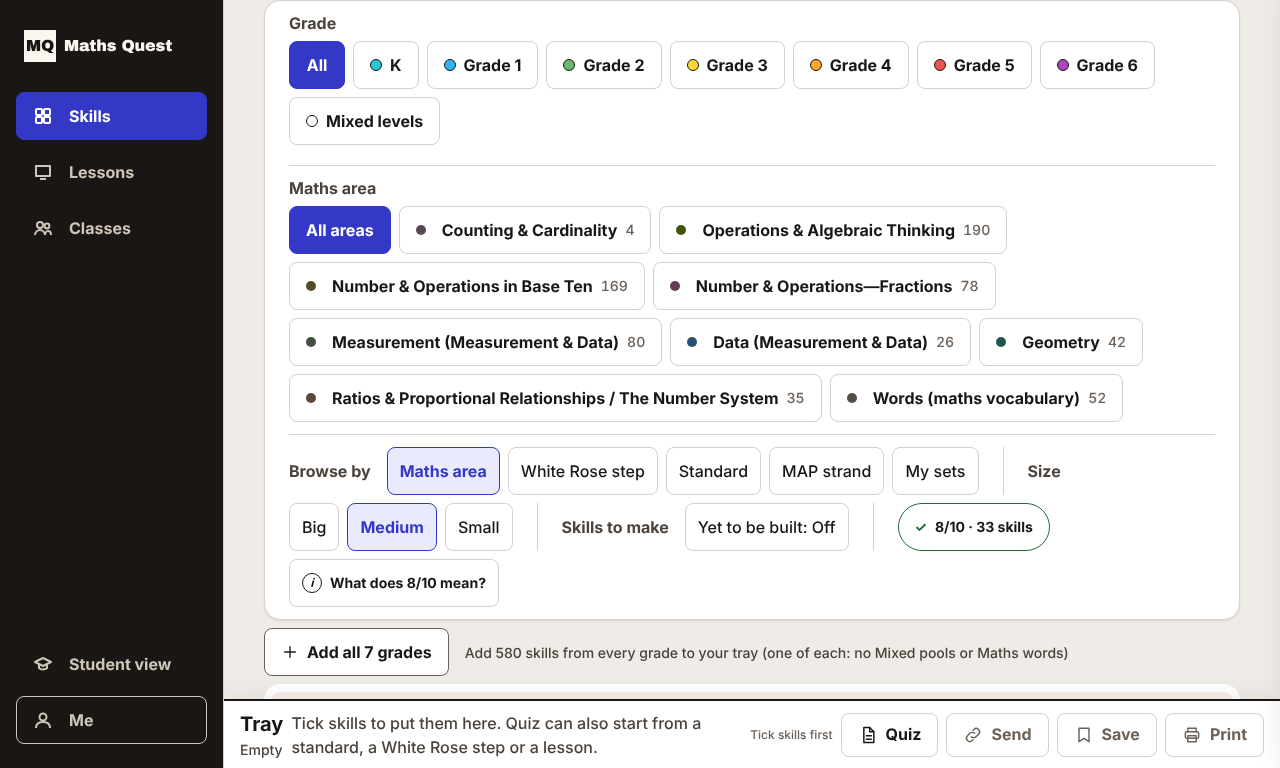 MQ Maths Quest
Skills
Lessons
Classes
Student view
Me
Grade
All
K
Grade 1
Grade 2
Grade 3
Grade 4
Grade 5
Grade 6
Mixed levels
Maths area
All areas
Counting & Cardinality 4
Operations & Algebraic Thinking 190
Number & Operations in Base Ten 169
Number & Operations—Fractions 78
Measurement (Measurement & Data) 80
Data (Measurement & Data) 26
Geometry 42
Ratios & Proportional Relationships / The Number System 35
Words (maths vocabulary) 52
Browse by
Maths area
White Rose step
Standard
MAP strand
My sets
Size
Big
Medium
Small
Skills to make
Yet to be built: Off
8/10 · 33 skills
What does 8/10 mean?
Add all 7 grades
Add 580 skills from every grade to your tray (one of each: no Mixed pools or Maths words)
Tray
Empty
Tick skills to put them here. Quiz can also start from a
standard, a White Rose step or a lesson.
Tick skills first
Quiz
Send
Save
Print